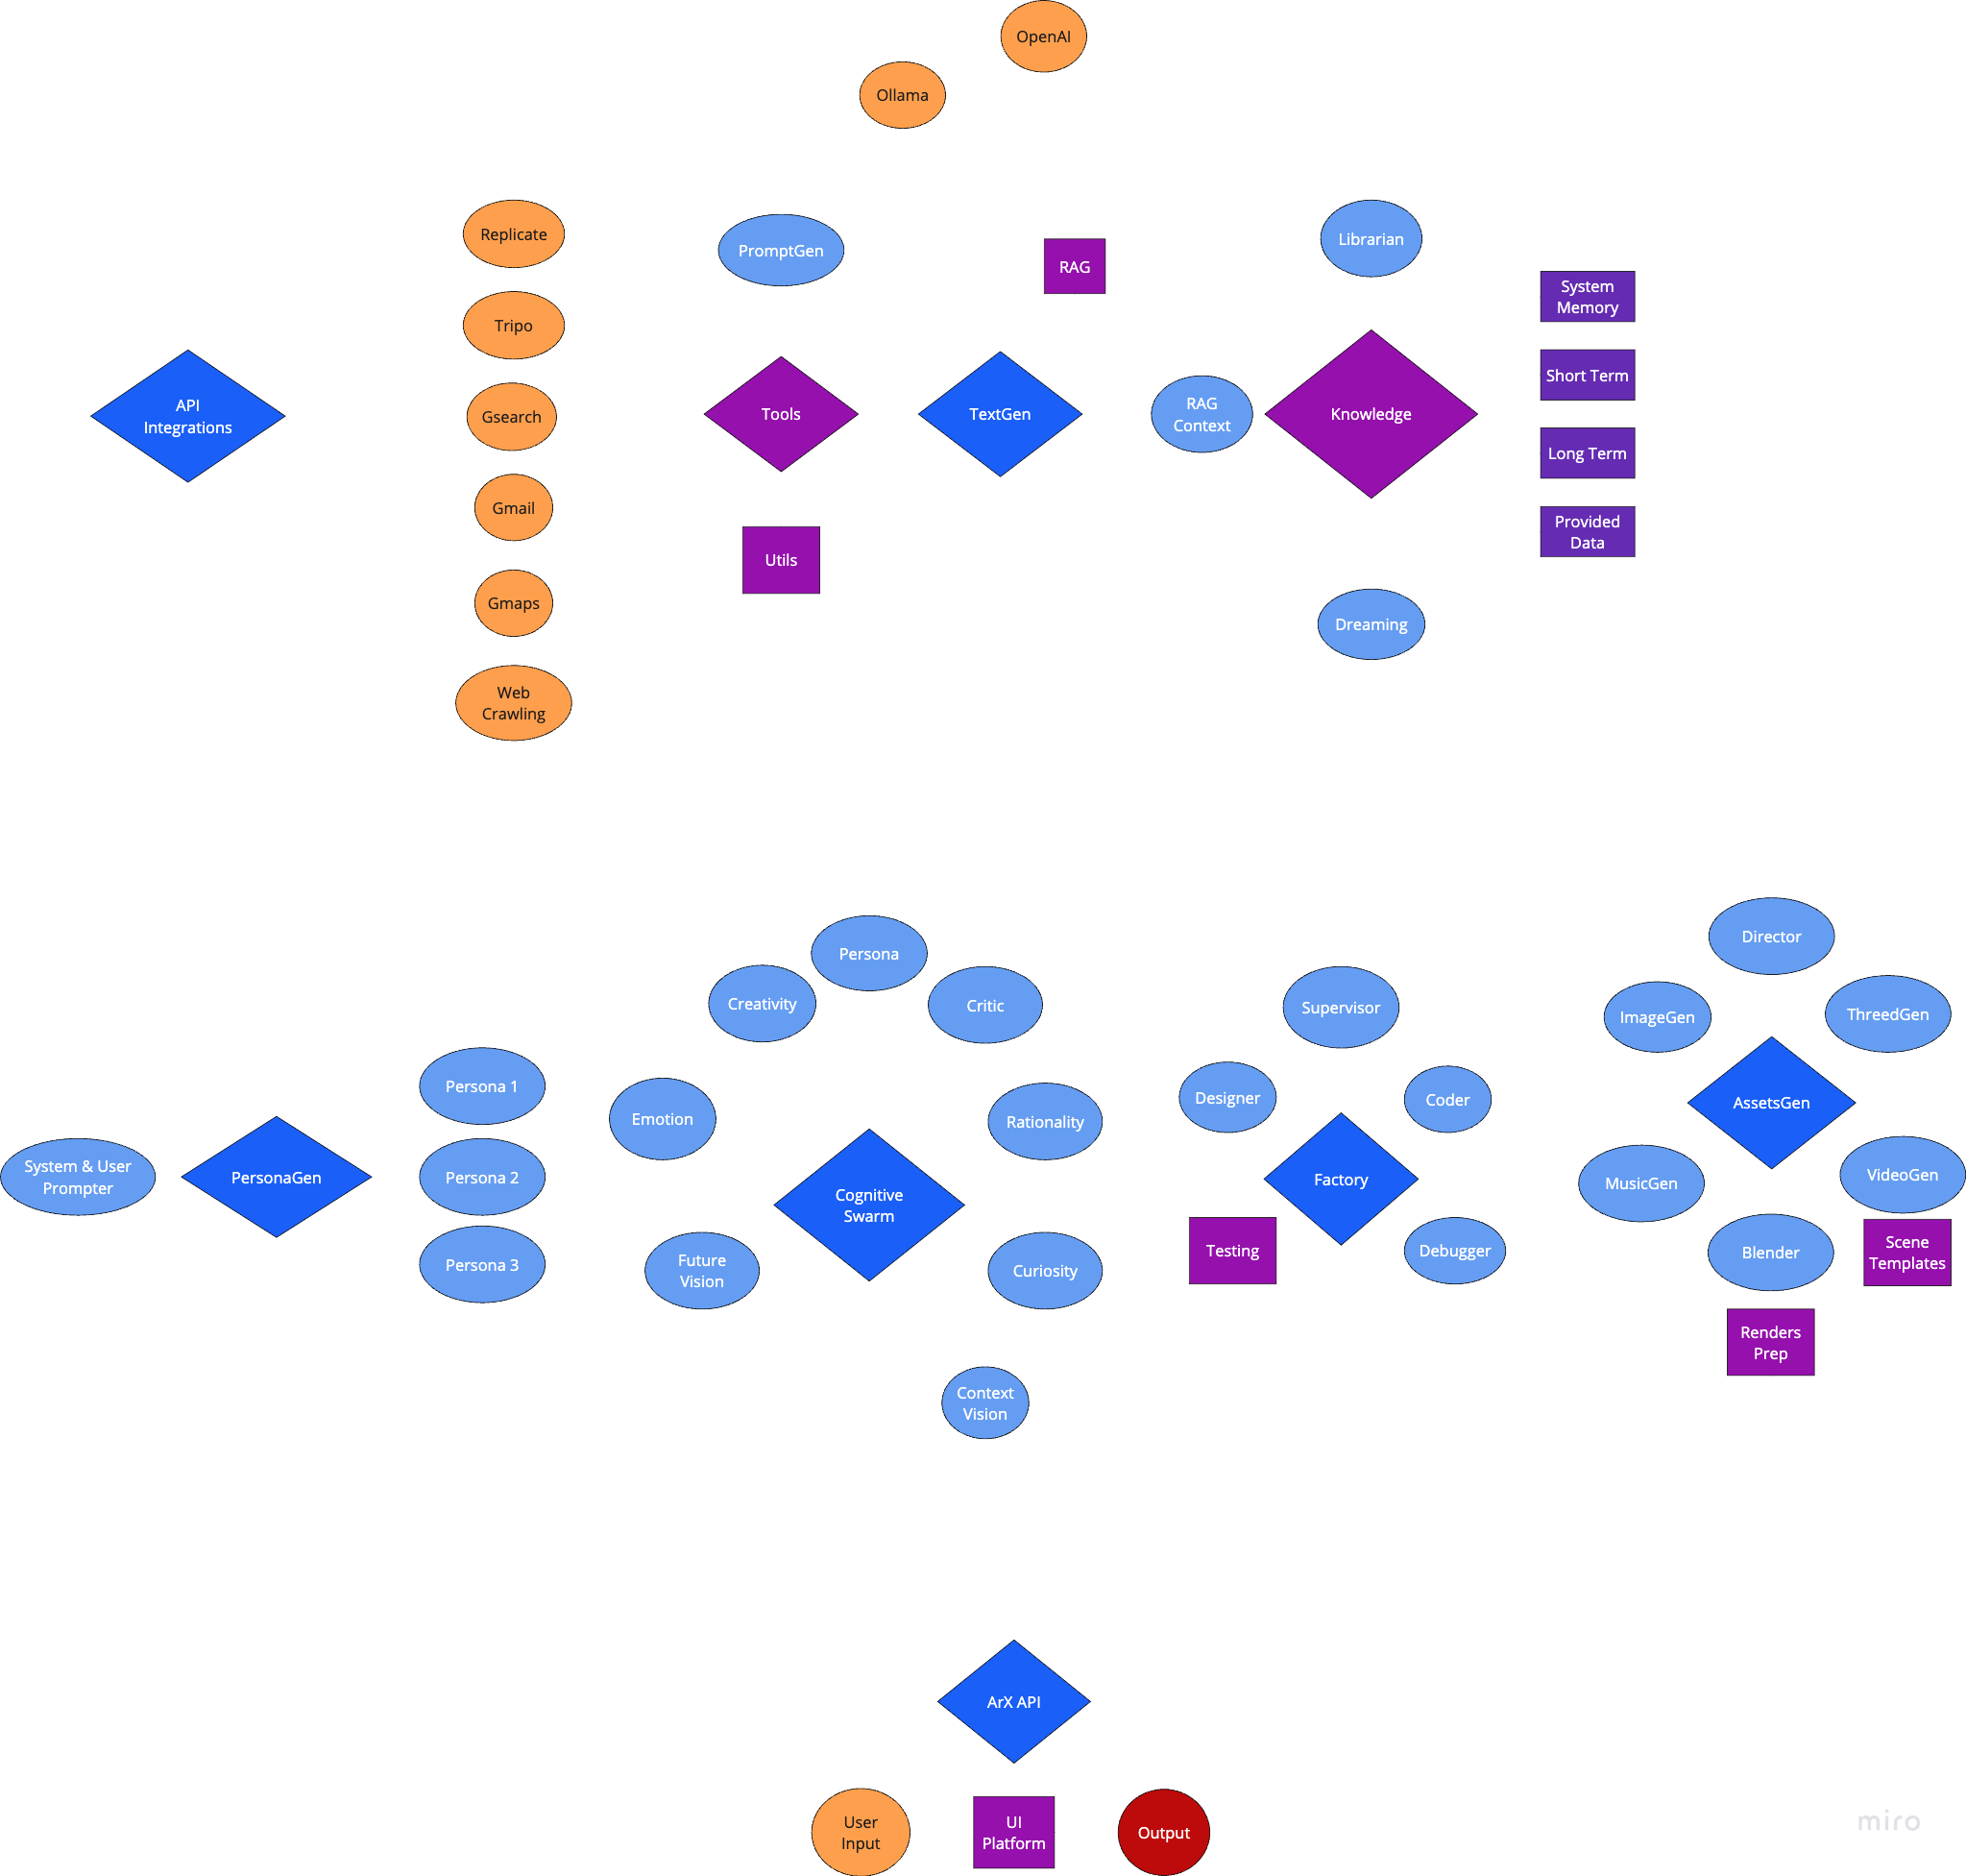 OpenAI
Ollama
Replicate
PromptGen
Librarian
RAG
System
Memory
Tripo
Short Term
API
Integrations
Gsearch
Tools
TextGen
RAG
Context
Knowledge
Long Term
Gmail
Provided
Data
Utils
Gmaps
Dreaming
Web
Crawling
Director
Persona
Creativity
Critic
Supervisor
ImageGen
ThreedGen
Persona 1
Emotion
Rationality
Designer
Coder
AssetsGen
System & User
Prompter
PersonaGen
Persona 2
Cognitive
Swarm
Factory
MusicGen
VideoGen
Persona 3
Future
Vision
Curiosity
Testing
Debugger
Blender
Scene
Templates
Renders
Prep
Context
Vision
ArX API
User
Input
UI
Platform
Output
miro